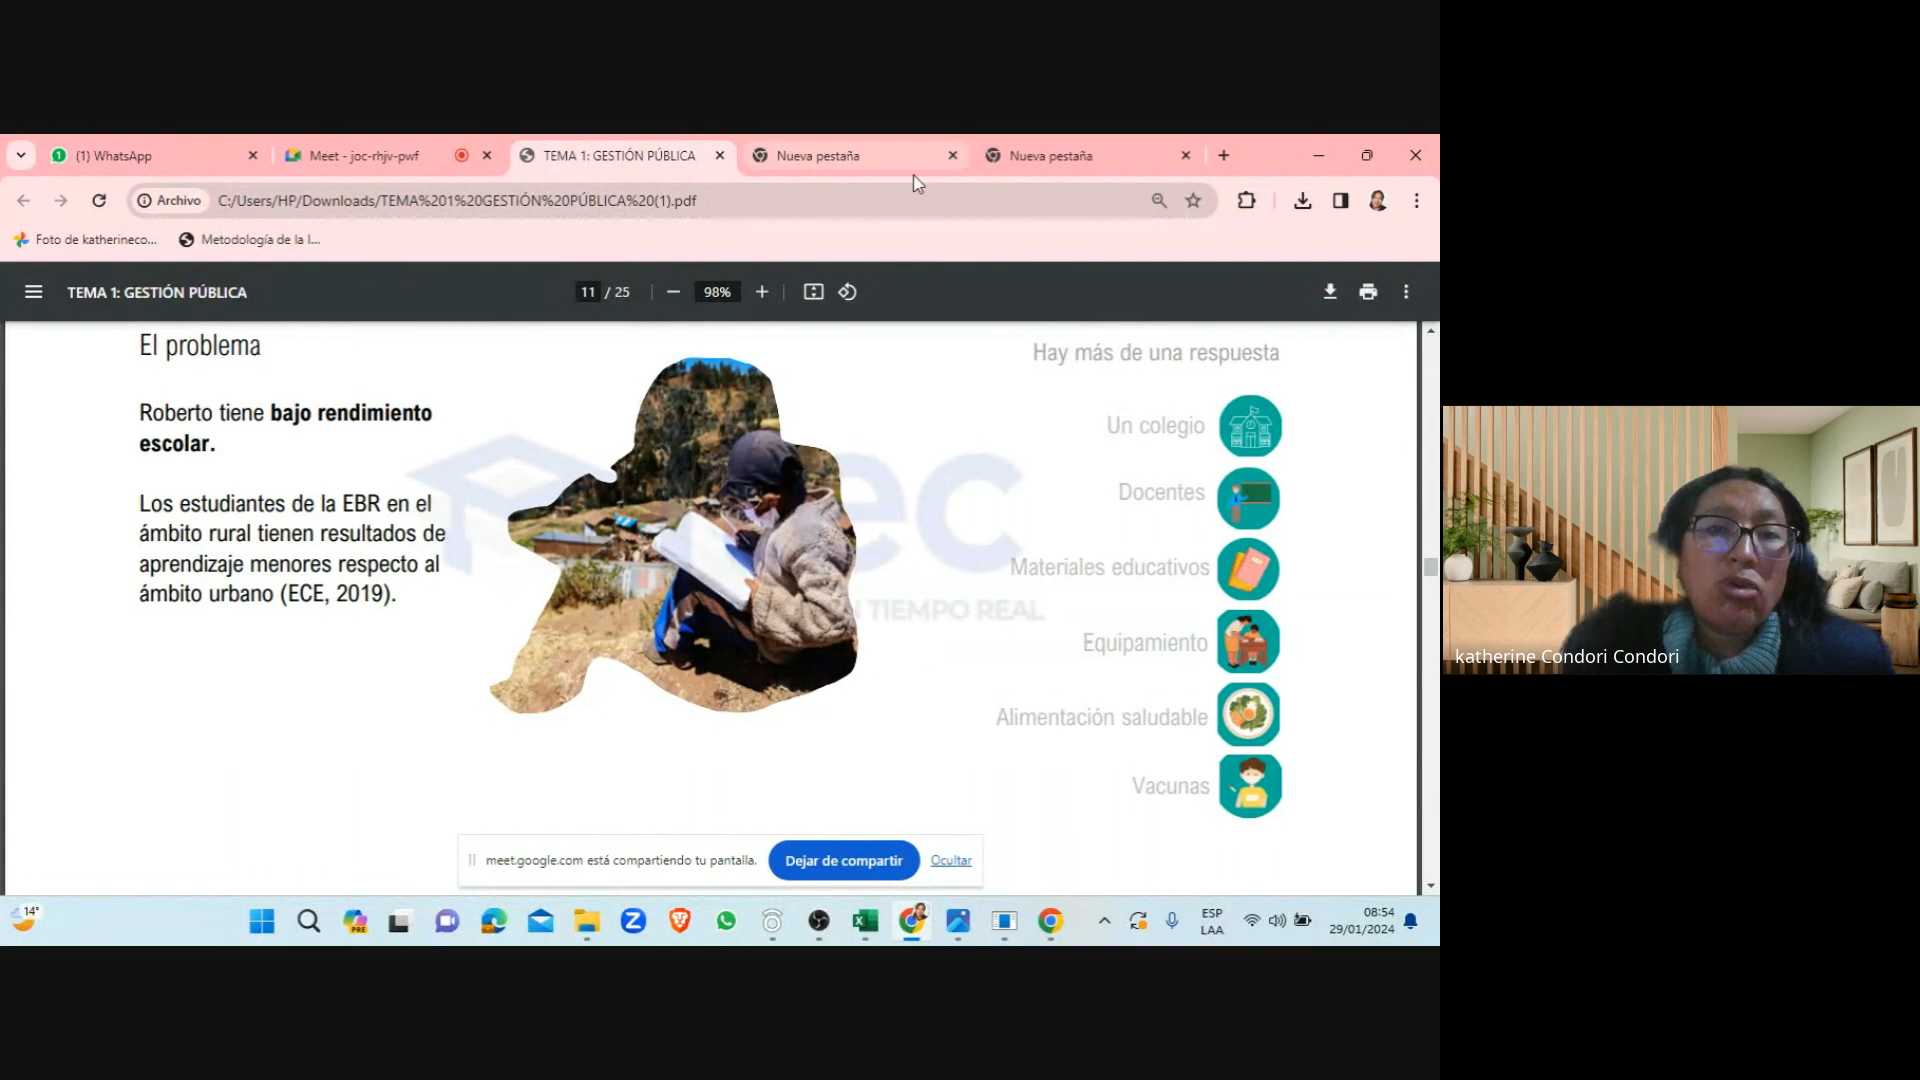 (1) WhatsApp
Meet - joc-rhjv-pwf
TEMA 1: GESTIÓN PÚBLICA
Nueva pestaña
Nueva pestaña
Archivo
C:/Users/HP/Downloads/TEMA%201%20GESTIÓN%20PÚBLICA%20(1).pdf
Foto de katherineco...
Metodología de la I...
TEMA 1: GESTIÓN PÚBLICA
11 / 25
98%
El problema
Roberto tiene bajo rendimiento
escolar.
Los estudiantes de la EBR en el
ámbito rural tienen resultados de
aprendizaje menores respecto al
ámbito urbano (ECE, 2019).
ec
N TIEMPO REAL
Hay más de una respuesta
Un colegio
Docentes
Materiales educativos
Equipamiento
Alimentación saludable
Vacunas
katherine Condori Condori
meet.google.com está compartiendo tu pantalla.
Dejar de compartir
Ocultar
14°
PRE
ESP
LAA
08:54
29/01/2024